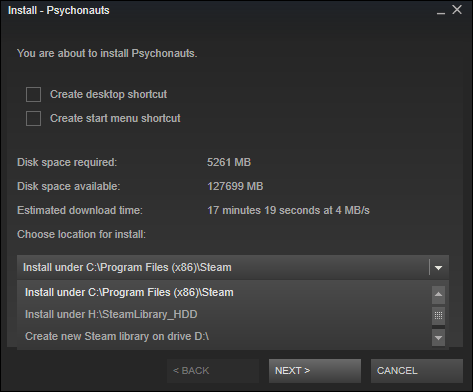 Install - Psychonauts
You are about to install Psychonauts.
Create desktop shortcut
Create start menu shortcut
Disk space required: 5261 MB
Disk space available: 127699 MB
Estimated download time: 17 minutes 19 seconds at 4 MB/s
Choose location for install:
Install under C:\Program Files (x86)\Steam
Install under C:\Program Files (x86)\Steam
Install under H:\SteamLibrary_HDD
Create new Steam library on drive D:\
< BACK NEXT > CANCEL